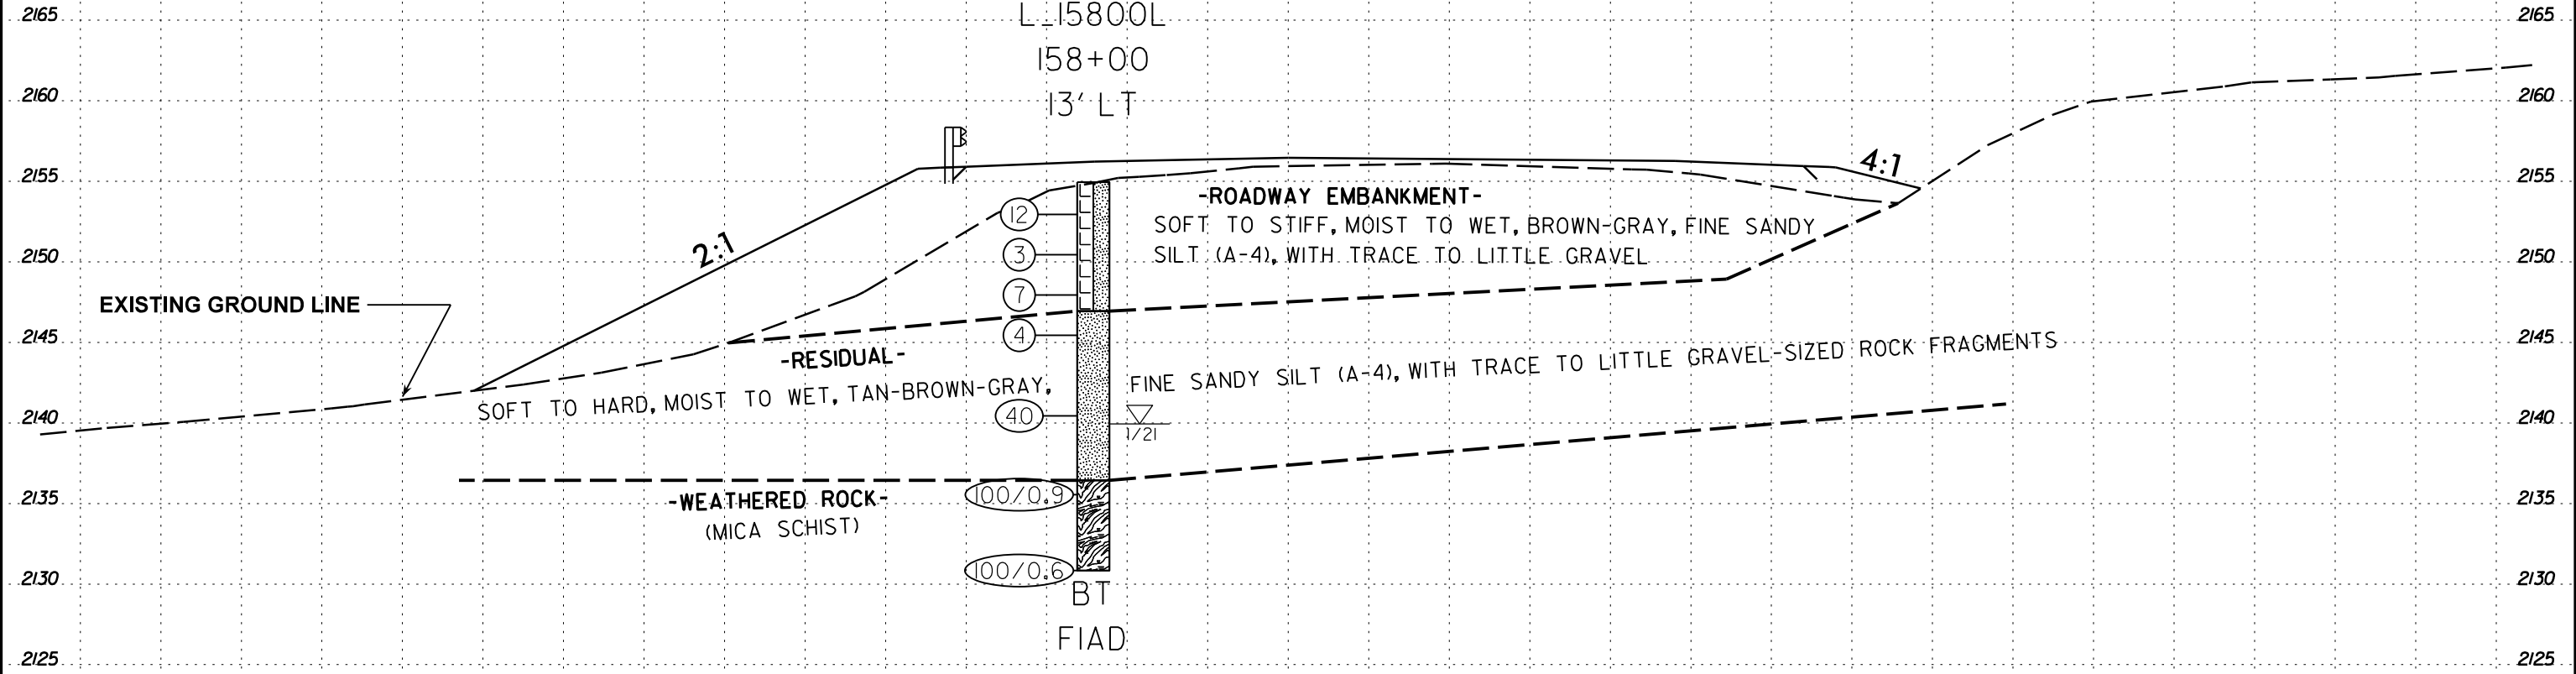 L_15800L
158+00
13' LT
2165 2165
2160 2160
2155 2155
2150 2150
2145 2145
2140 2140
2135 2135
2130 2130
2125 2125
4:1
2:1
-ROADWAY EMBANKMENT-
SOFT TO STIFF, MOIST TO WET, BROWN-GRAY, FINE SANDY
SILT (A-4), WITH TRACE TO LITTLE GRAVEL
EXISTING GROUND LINE
12
3
7
4
40
100/0.9
100/0.6
-RESIDUAL-
SOFT TO HARD, MOIST TO WET, TAN-BROWN-GRAY, FINE SANDY SILT (A-4), WITH TRACE TO LITTLE GRAVEL-SIZED ROCK FRAGMENTS
1/21
-WEATHERED ROCK-
(MICA SCHIST)
BT
FIAD